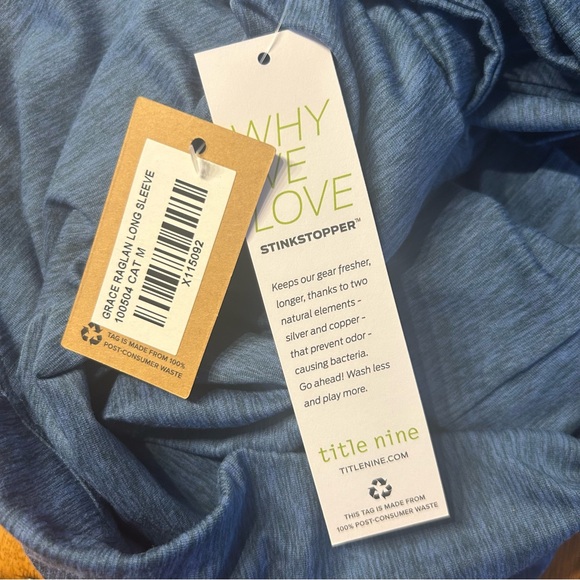 GRACE RAGLAN LONG SLEEVE
100504 CAT M
X115092
TAG IS MADE FROM 100%
POST-CONSUMER WASTE
WHY
WE
LOVE
STINKSTOPPER™
Keeps our gear fresher,
longer, thanks to two
natural elements -
silver and copper -
that prevent odor -
causing bacteria.
Go ahead! Wash less
and play more.
title nine
TITLENINE.COM
THIS TAG IS MADE FROM
100% POST-CONSUMER WASTE